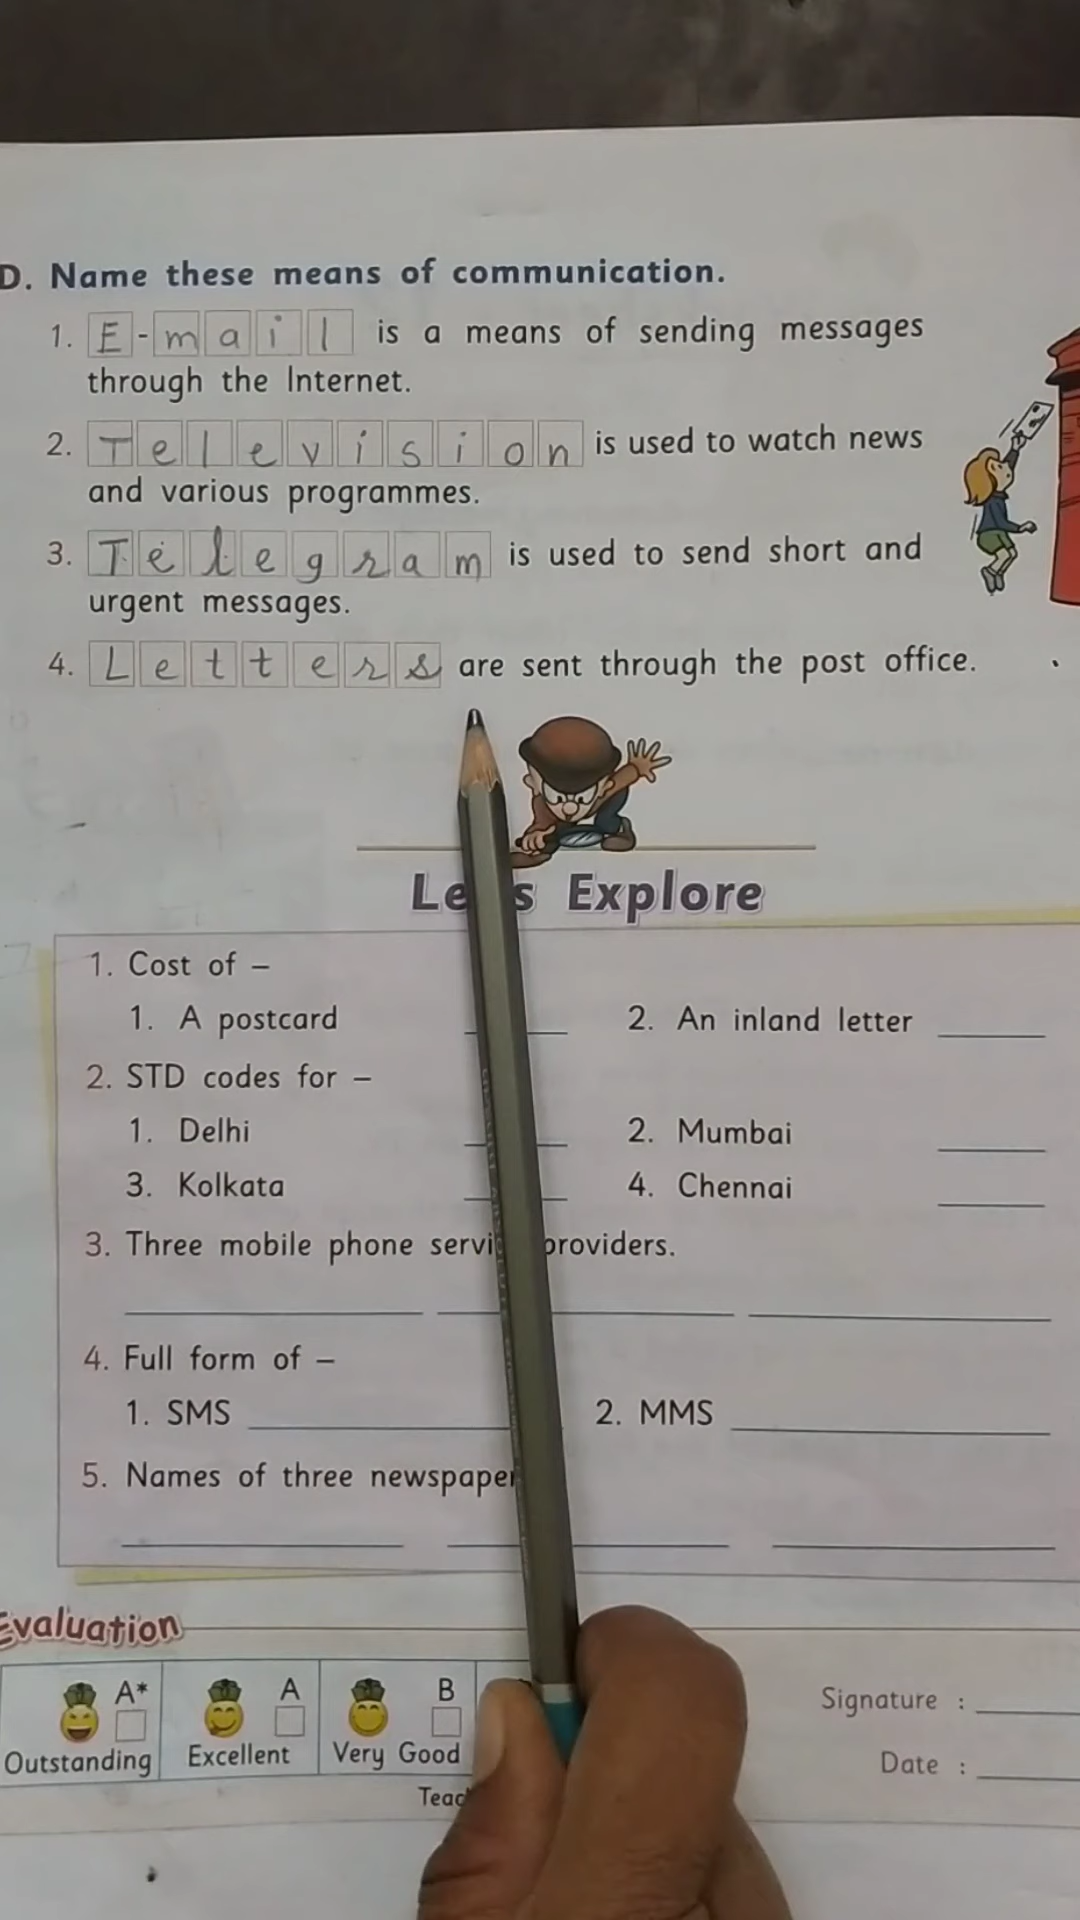 D. Name these means of communication.
1. E-mail is a means of sending messages
through the Internet.
2. Television is used to watch news
and various programmes.
3. Telegram is used to send short and
urgent messages.
4. Letters are sent through the post office.
Explore
1. Cost of –
1. A postcard 2. An inland letter
2. STD codes for –
1. Delhi 2. Mumbai
3. Kolkata 4. Chennai
3. Three mobile phone providers.
4. Full form of –
1. SMS 2. MMS
5. Names of three
Evaluation
A* A B
Outstanding Excellent Very Good
Signature :
Date :